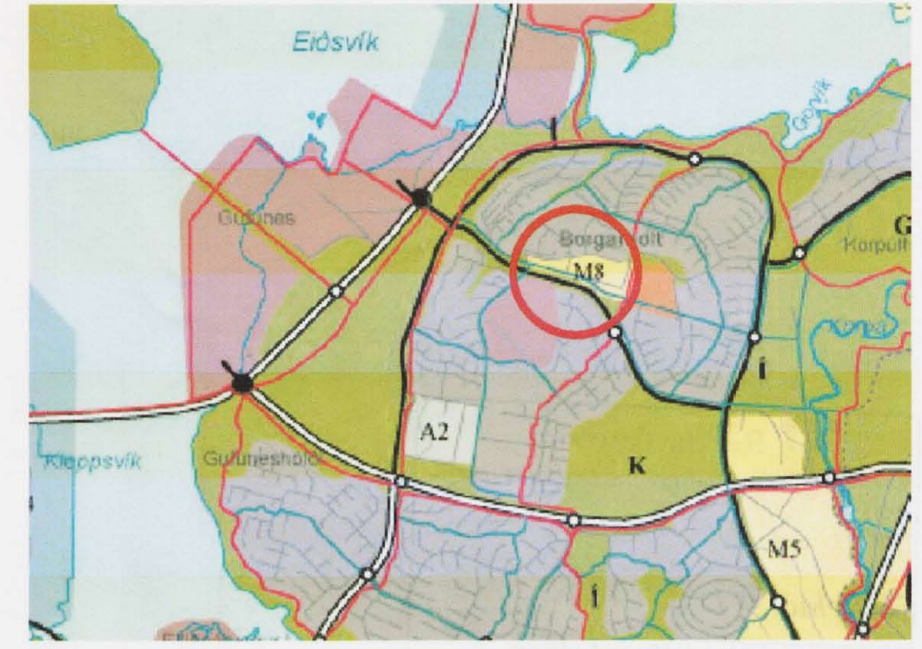 Eiðsvík
Gufunes
Borgarholt
M8
G
Í
A2
Kleppsvík
Gufuneshöfði
K
M5
Í